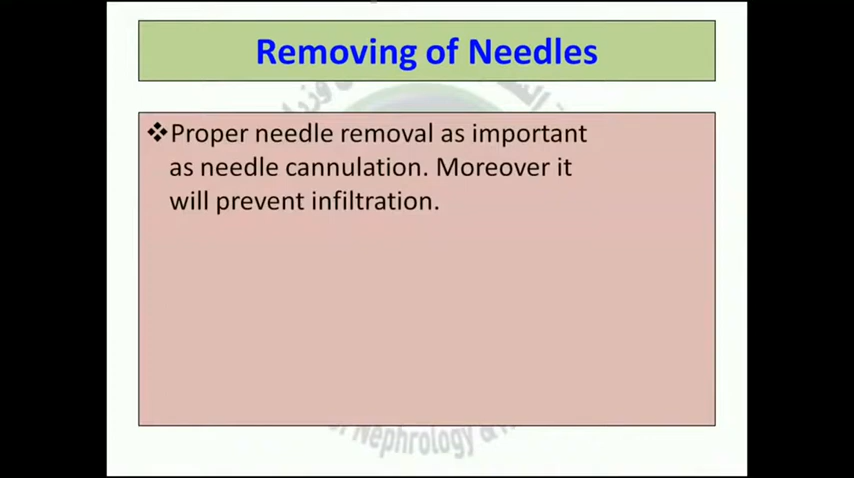 Removing of Needles
❖Proper needle removal as important
as needle cannulation. Moreover it
will prevent infiltration.
Nephrology &